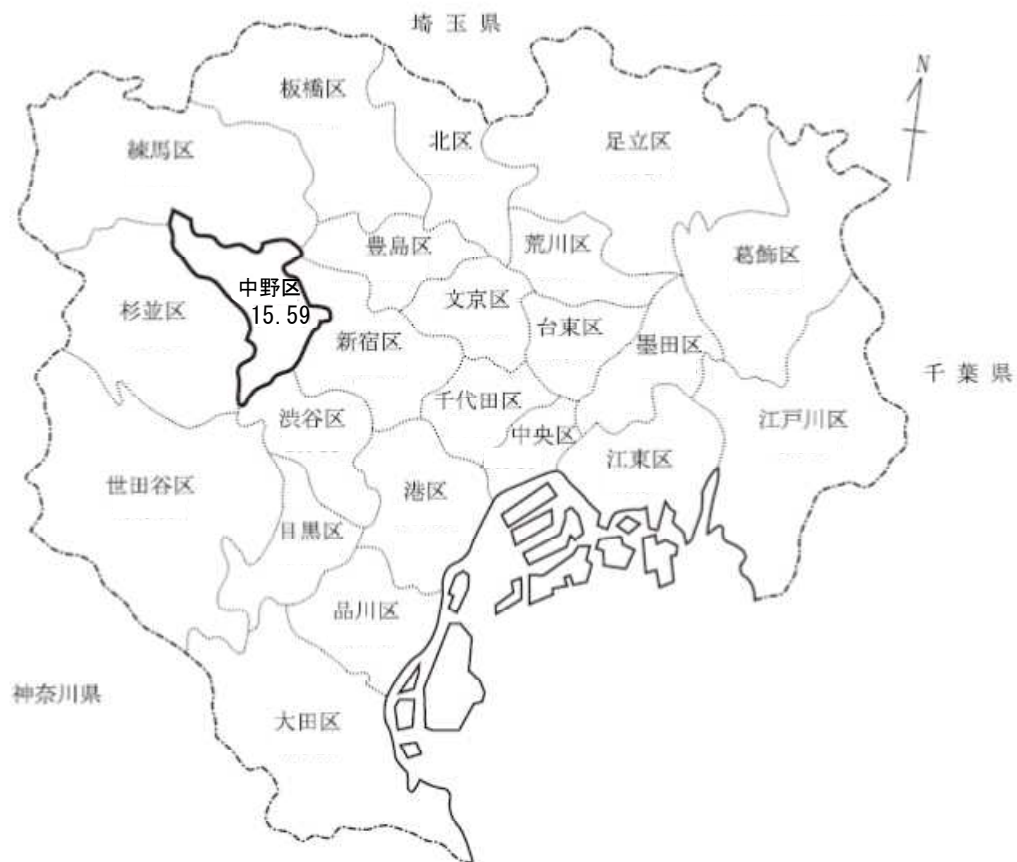 埼玉県
N
板橋区
北区
足立区
練馬区
豊島区
荒川区
葛飾区
中野区
15.59
文京区
杉並区
新宿区
台東区
墨田区
千葉県
千代田区
渋谷区
中央区
江戸川区
江東区
世田谷区
港区
目黒区
品川区
神奈川県
大田区